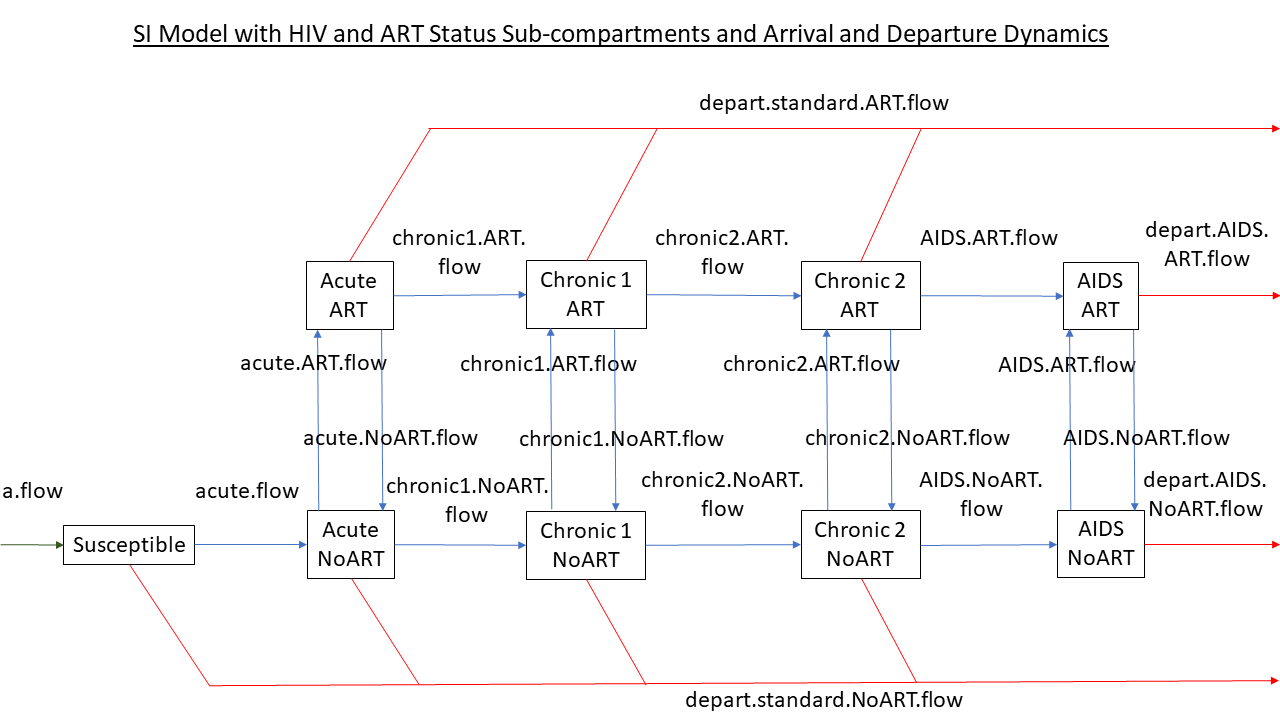 SI Model with HIV and ART Status Sub-compartments and Arrival and Departure Dynamics
depart.standard.ART.flow
chronic1.ART.
flow
chronic2.ART.
flow
AIDS.ART.flow
depart.AIDS.
ART.flow
Acute
ART
Chronic 1
ART
Chronic 2
ART
AIDS
ART
acute.ART.flow
chronic1.ART.flow
chronic2.ART.flow
AIDS.ART.flow
acute.NoART.flow
chronic1.NoART.flow
chronic2.NoART.flow
AIDS.NoART.flow
a.flow
acute.flow
chronic1.NoART.
flow
chronic2.NoART.
flow
AIDS.NoART.
flow
depart.AIDS.
NoART.flow
Susceptible
Acute
NoART
Chronic 1
NoART
Chronic 2
NoART
AIDS
NoART
depart.standard.NoART.flow